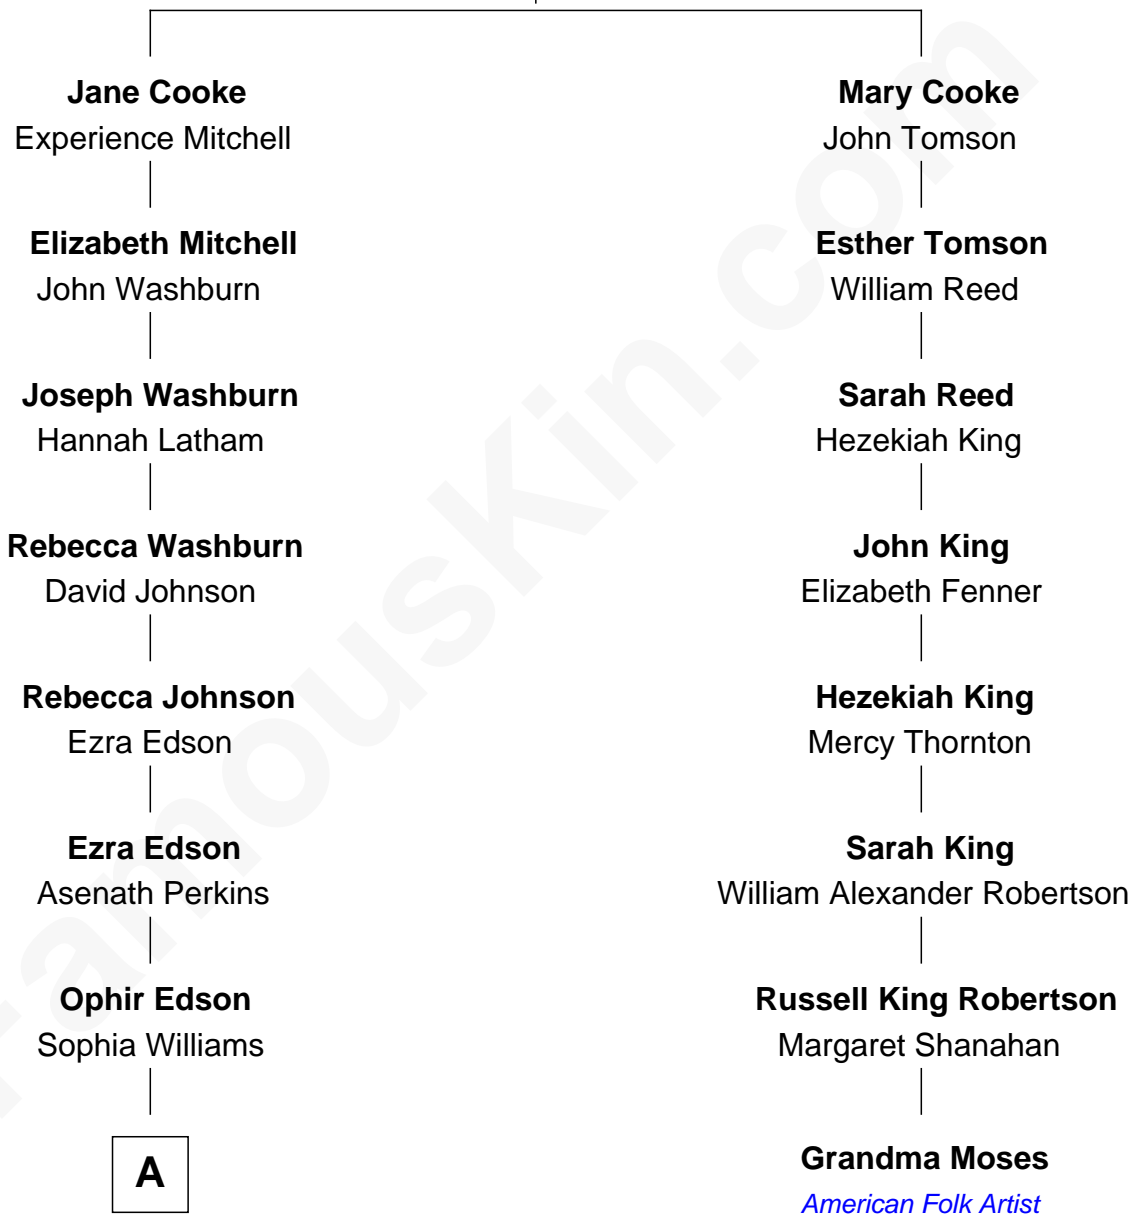 Jane Cooke
Experience Mitchell
Mary Cooke
John Tomson
Elizabeth Mitchell
John Washburn
Esther Tomson
William Reed
Joseph Washburn
Hannah Latham
Sarah Reed
Hezekiah King
Rebecca Washburn
David Johnson
John King
Elizabeth Fenner
Rebecca Johnson
Ezra Edson
Hezekiah King
Mercy Thornton
Ezra Edson
Asenath Perkins
Sarah King
William Alexander Robertson
Ophir Edson
Sophia Williams
Russell King Robertson
Margaret Shanahan
A
Grandma Moses
American Folk Artist
FamousKin.com